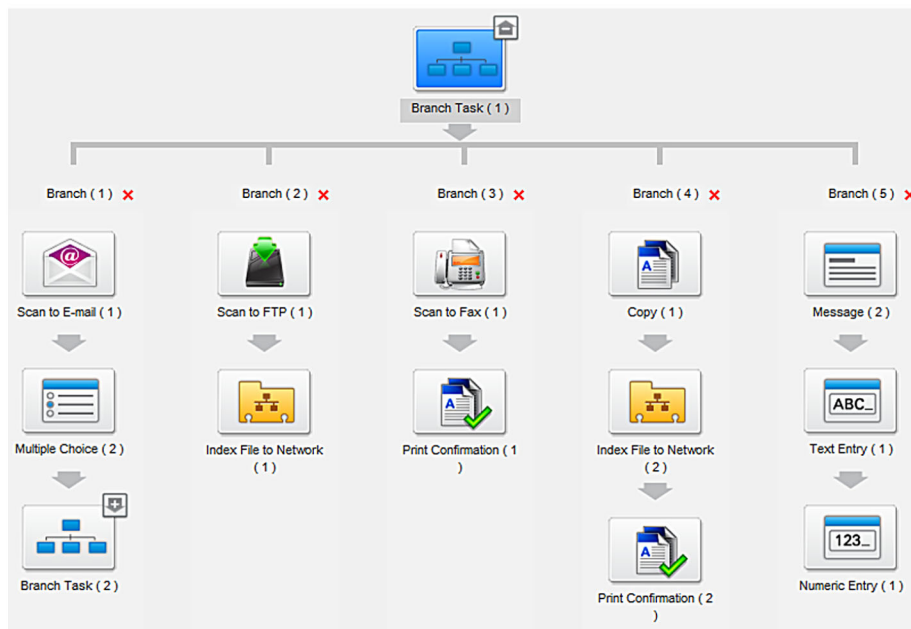 Branch Task ( 1 )
Branch ( 1 )
Branch ( 2 )
Branch ( 3 )
Branch ( 4 )
Branch ( 5 )
@
A
Scan to E-mail ( 1 )
Scan to FTP ( 1 )
Scan to Fax ( 1 )
Copy ( 1 )
Message ( 2 )
A
ABC_
Multiple Choice ( 2 )
Index File to Network
( 1 )
Print Confirmation ( 1
)
Index File to Network
( 2 )
Text Entry ( 1 )
A
123_
Branch Task ( 2 )
Print Confirmation ( 2
)
Numeric Entry ( 1 )